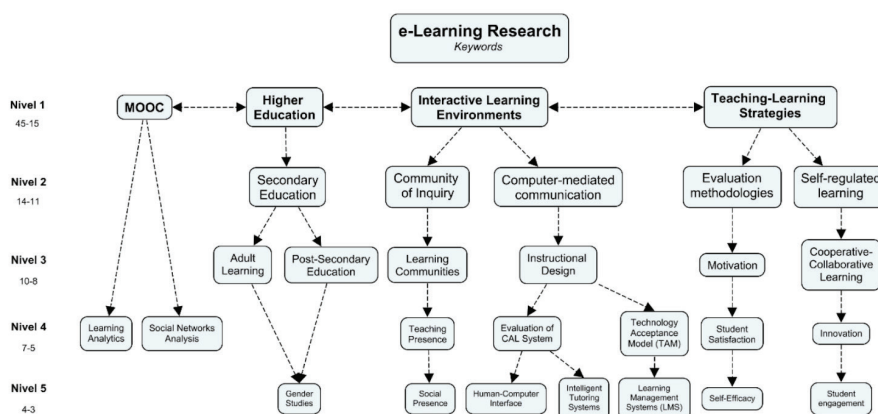 e-Learning Research
Keywords
Nivel 1
45-15
MOOC
Higher
Education
Interactive Learning
Environments
Teaching-Learning
Strategies
Nivel 2
14-11
Secondary
Education
Community
of Inquiry
Computer-mediated
communication
Evaluation
methodologies
Self-regulated
learning
Nivel 3
10-8
Adult
Learning
Post-Secondary
Education
Learning
Communities
Instructional
Design
Motivation
Cooperative-
Collaborative
Learning
Nivel 4
7-5
Learning
Analytics
Social Networks
Analysis
Teaching
Presence
Evaluation of
CAL System
Technology
Acceptance
Model (TAM)
Student
Satisfaction
Innovation
Nivel 5
4-3
Gender
Studies
Social
Presence
Human-Computer
Interface
Intelligent
Tutoring
Systems
Learning
Management
Systems (LMS)
Self-Efficacy
Student
engagement